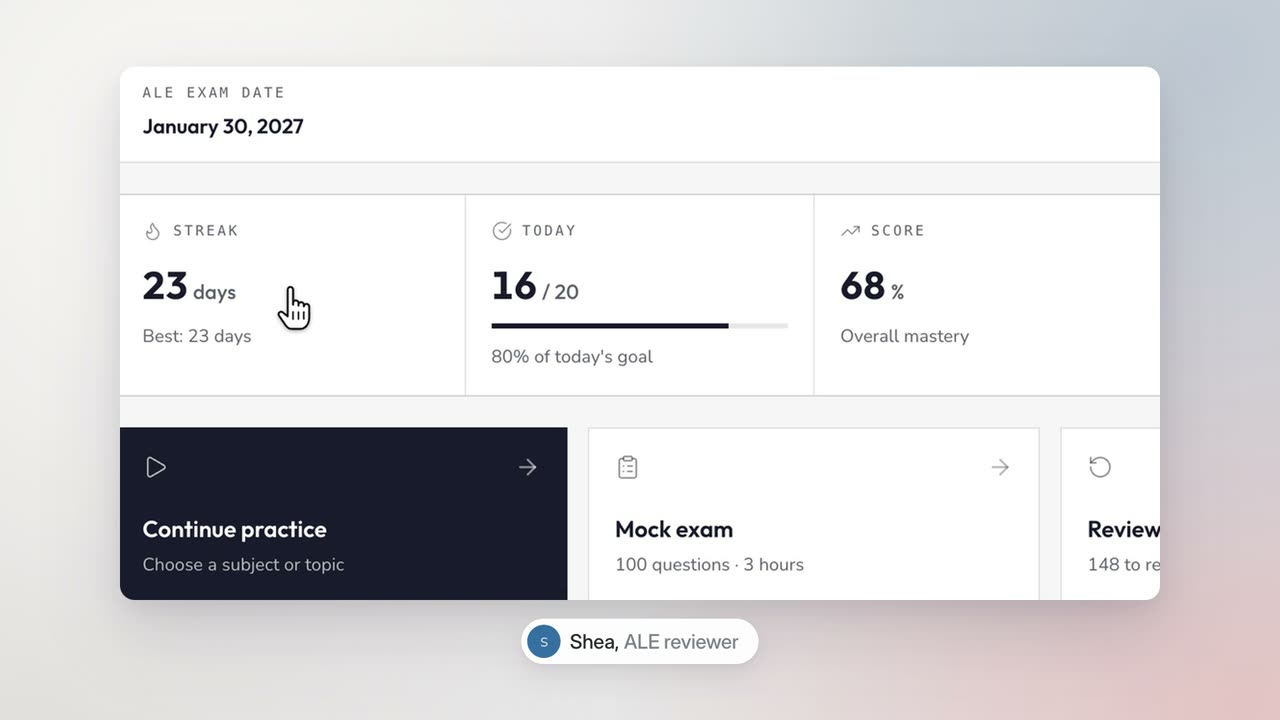 ALE EXAM DATE
January 30, 2027
STREAK
23 days
Best: 23 days
TODAY
16 / 20
80% of today's goal
SCORE
68 %
Overall mastery
Continue practice
Choose a subject or topic
Mock exam
100 questions · 3 hours
Review
148 to re
S
Shea, ALE reviewer